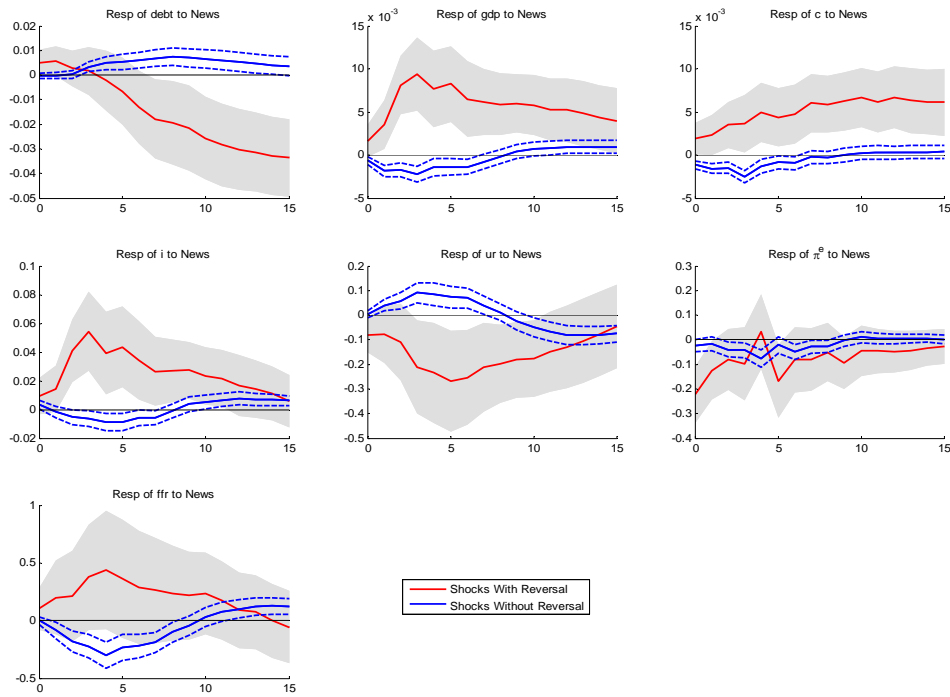 Resp of debt to News
0.02
0.01
0
-0.01
-0.02
-0.03
-0.04
-0.05
0 5 10 15
Resp of gdp to News
x 10^-3
15
10
5
0
-5
0 5 10 15
Resp of c to News
x 10^-3
15
10
5
0
-5
0 5 10 15
Resp of i to News
0.1
0.08
0.06
0.04
0.02
0
-0.02
0 5 10 15
Resp of ur to News
0.2
0.1
0
-0.1
-0.2
-0.3
-0.4
-0.5
0 5 10 15
Resp of π^e to News
0.3
0.2
0.1
0
-0.1
-0.2
-0.3
-0.4
0 5 10 15
Resp of ffr to News
1
0.5
0
-0.5
0 5 10 15
Shocks With Reversal
Shocks Without Reversal